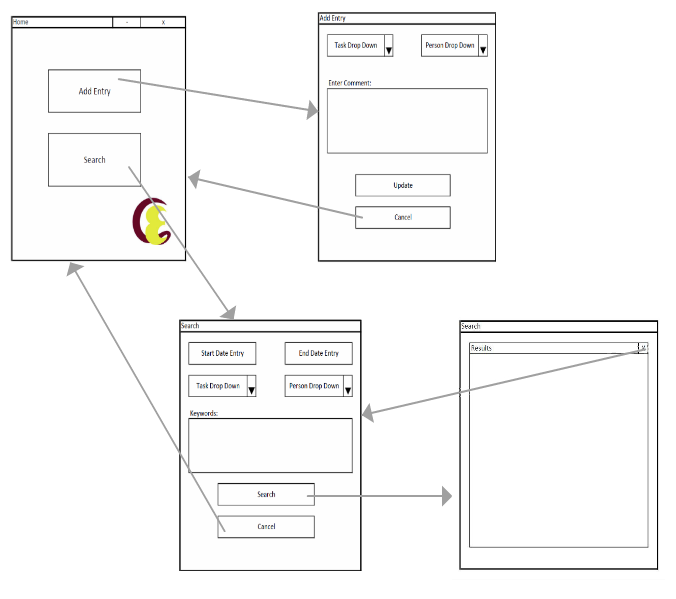 Home - x
Add Entry
Search
Add Entry
Task Drop Down
Person Drop Down
Enter Comment:
Update
Cancel
Search
Start Date Entry
End Date Entry
Task Drop Down
Person Drop Down
Keywords:
Search
Cancel
Search
Results x